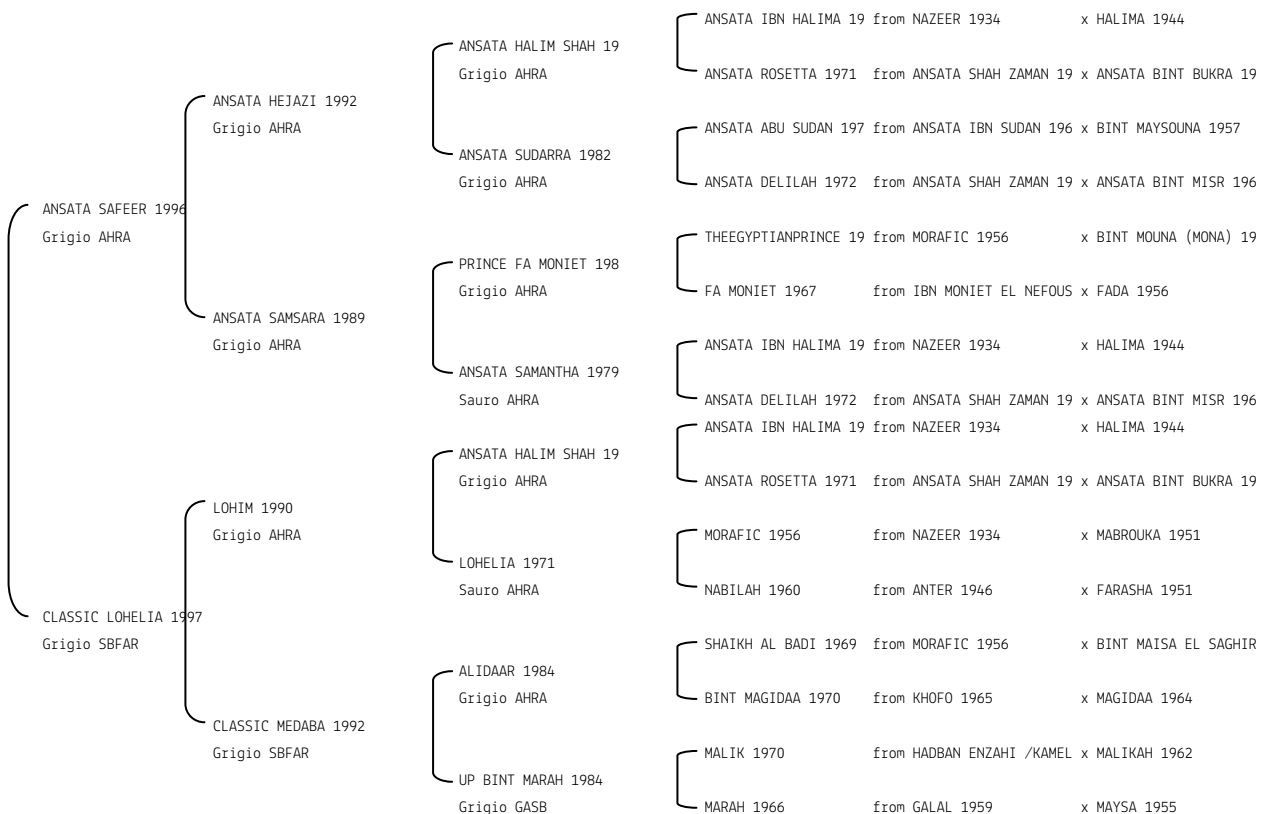 ANSATA IBN HALIMA 19 from NAZEER 1934 x HALIMA 1944
ANSATA HALIM SHAH 19
Grigio AHRA
ANSATA ROSETTA 1971 from ANSATA SHAH ZAMAN 19 x ANSATA BINT BUKRA 19
ANSATA HEJAZI 1992
Grigio AHRA
ANSATA ABU SUDAN 197 from ANSATA IBN SUDAN 196 x BINT MAYSOUNA 1957
ANSATA SUDARRA 1982
Grigio AHRA
ANSATA DELILAH 1972 from ANSATA SHAH ZAMAN 19 x ANSATA BINT MISR 196
ANSATA SAFEER 1996
Grigio AHRA
THEEGYPTIANPRINCE 19 from MORAFIC 1956 x BINT MOUNA (MONA) 19
PRINCE FA MONIET 198
Grigio AHRA
FA MONIET 1967 from IBN MONIET EL NEFOUS x FADA 1956
ANSATA SAMSARA 1989
Grigio AHRA
ANSATA IBN HALIMA 19 from NAZEER 1934 x HALIMA 1944
ANSATA SAMANTHA 1979
Sauro AHRA
ANSATA DELILAH 1972 from ANSATA SHAH ZAMAN 19 x ANSATA BINT MISR 196
ANSATA IBN HALIMA 19 from NAZEER 1934 x HALIMA 1944
ANSATA HALIM SHAH 19
Grigio AHRA
ANSATA ROSETTA 1971 from ANSATA SHAH ZAMAN 19 x ANSATA BINT BUKRA 19
LOHIM 1990
Grigio AHRA
MORAFIC 1956 from NAZEER 1934 x MABROUKA 1951
LOHELIA 1971
Sauro AHRA
NABILAH 1960 from ANTER 1946 x FARASHA 1951
CLASSIC LOHELIA 1997
Grigio SBFAR
SHAIKH AL BADI 1969 from MORAFIC 1956 x BINT MAISA EL SAGHIR
ALIDAAR 1984
Grigio AHRA
BINT MAGIDAA 1970 from KHOFO 1965 x MAGIDAA 1964
CLASSIC MEDABA 1992
Grigio SBFAR
MALIK 1970 from HADBAN ENZAHI /KAMEL x MALIKAH 1962
UP BINT MARAH 1984
Grigio GASB
MARAH 1966 from GALAL 1959 x MAYSA 1955